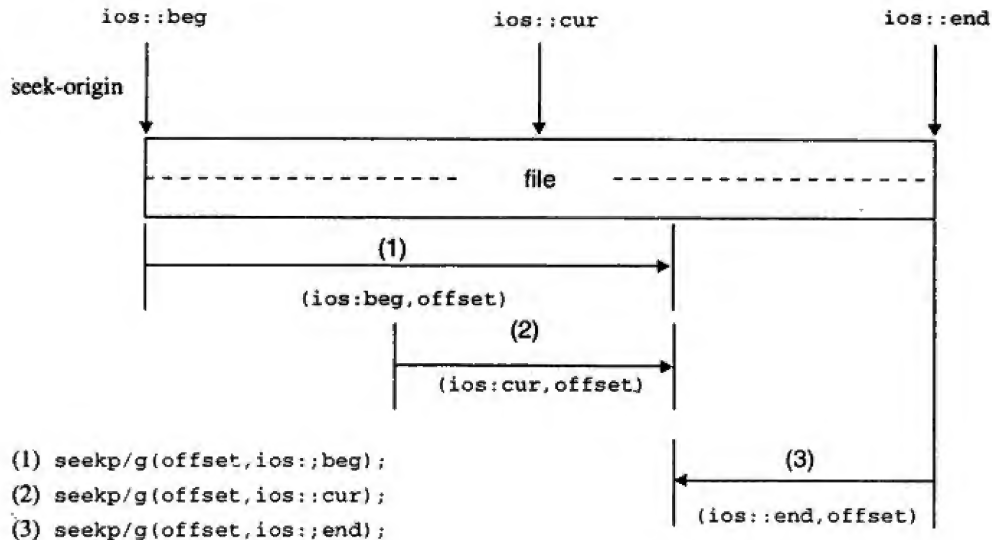 ios::beg
ios::cur
ios::end
seek-origin
file
(1)
(ios:beg,offset)
(2)
(ios:cur,offset)
(1) seekp/g(offset,ios:;beg);
(3)
(2) seekp/g(offset,ios::cur);
(ios::end,offset)
(3) seekp/g(offset,ios:;end);